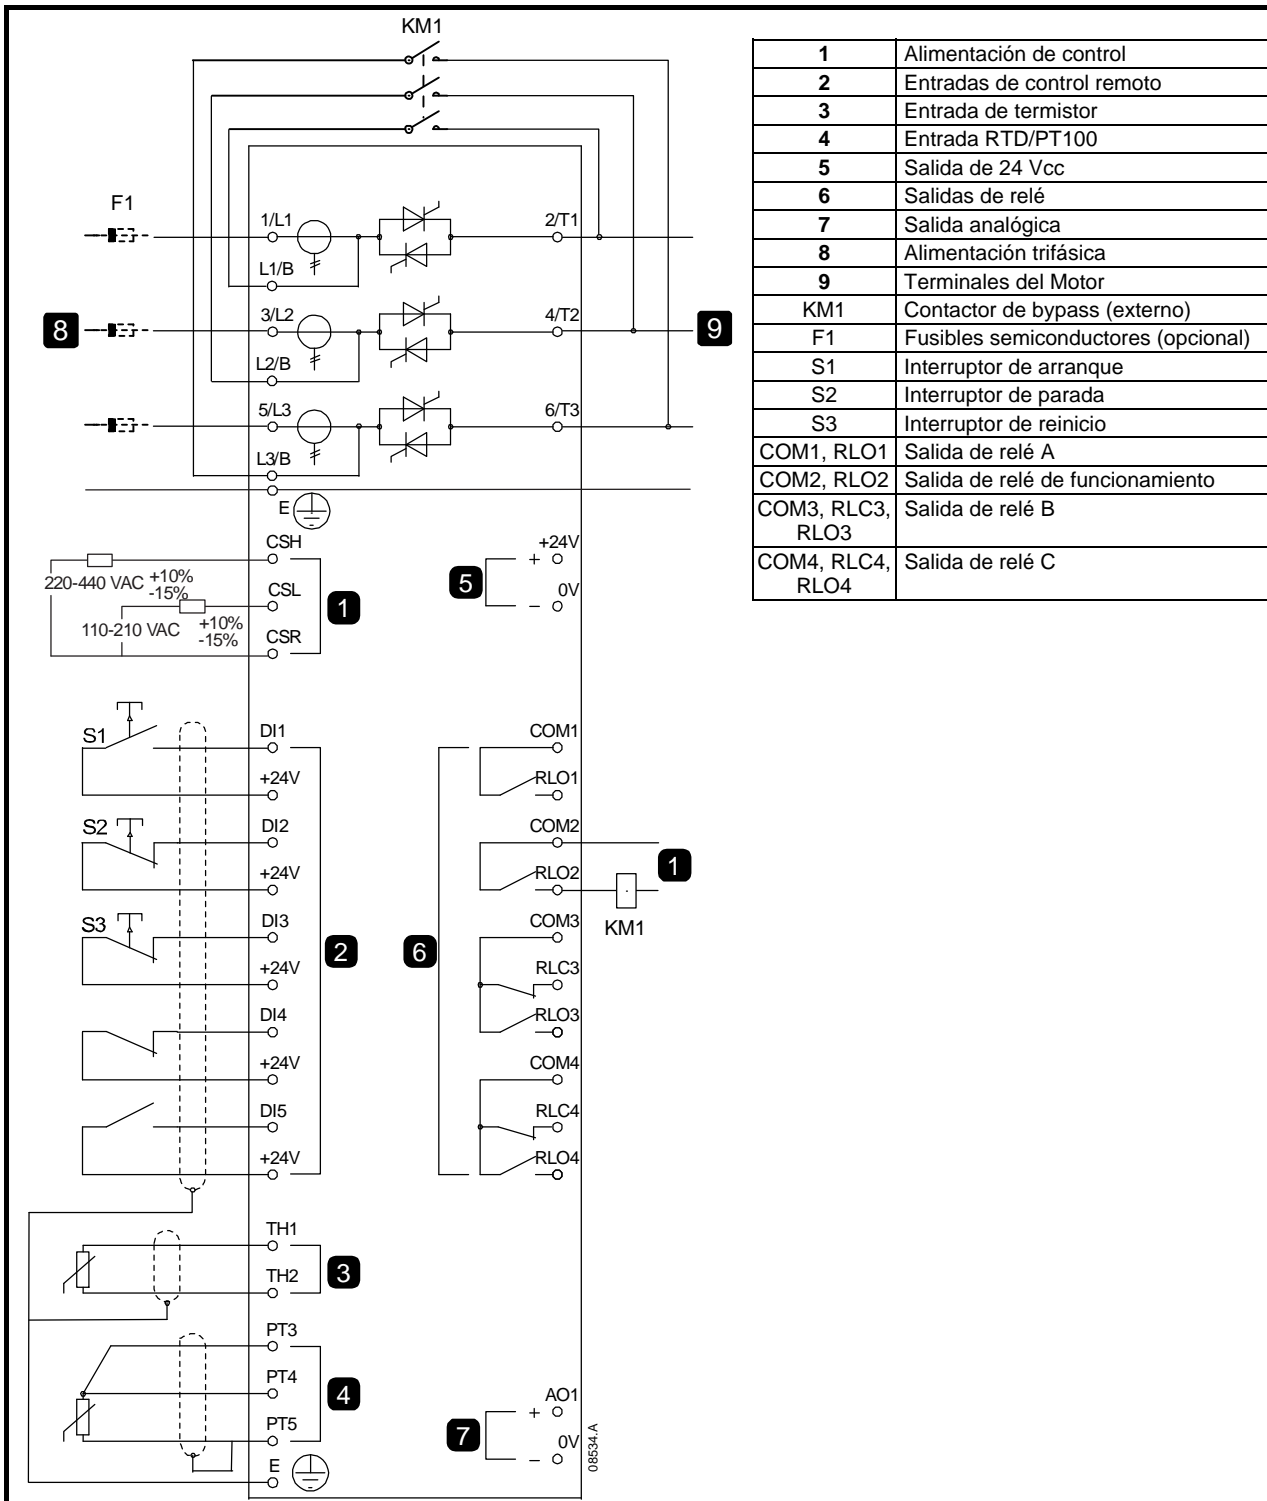 KM1
F1
1/L1
2/T1
L1/B
8
3/L2
4/T2
9
L2/B
5/L3
6/T3
L3/B
E
CSH
220-440 VAC +10% -15%
CSL
1
110-210 VAC +10% -15%
CSR
+24V
+
5
0V
–
S1
DI1
+24V
S2
DI2
+24V
S3
DI3
2
+24V
DI4
+24V
DI5
+24V
COM1
RLO1
COM2
1
RLO2
KM1
COM3
6
RLC3
RLO3
COM4
RLC4
RLO4
TH1
3
TH2
PT3
PT4
4
PT5
E
AO1
+
7
0V
–
08534.A
1 Alimentación de control
2 Entradas de control remoto
3 Entrada de termistor
4 Entrada RTD/PT100
5 Salida de 24 Vcc
6 Salidas de relé
7 Salida analógica
8 Alimentación trifásica
9 Terminales del Motor
KM1 Contactor de bypass (externo)
F1 Fusibles semiconductores (opcional)
S1 Interruptor de arranque
S2 Interruptor de parada
S3 Interruptor de reinicio
COM1, RLO1 Salida de relé A
COM2, RLO2 Salida de relé de funcionamiento
COM3, RLC3, Salida de relé B
RLO3
COM4, RLC4, Salida de relé C
RLO4